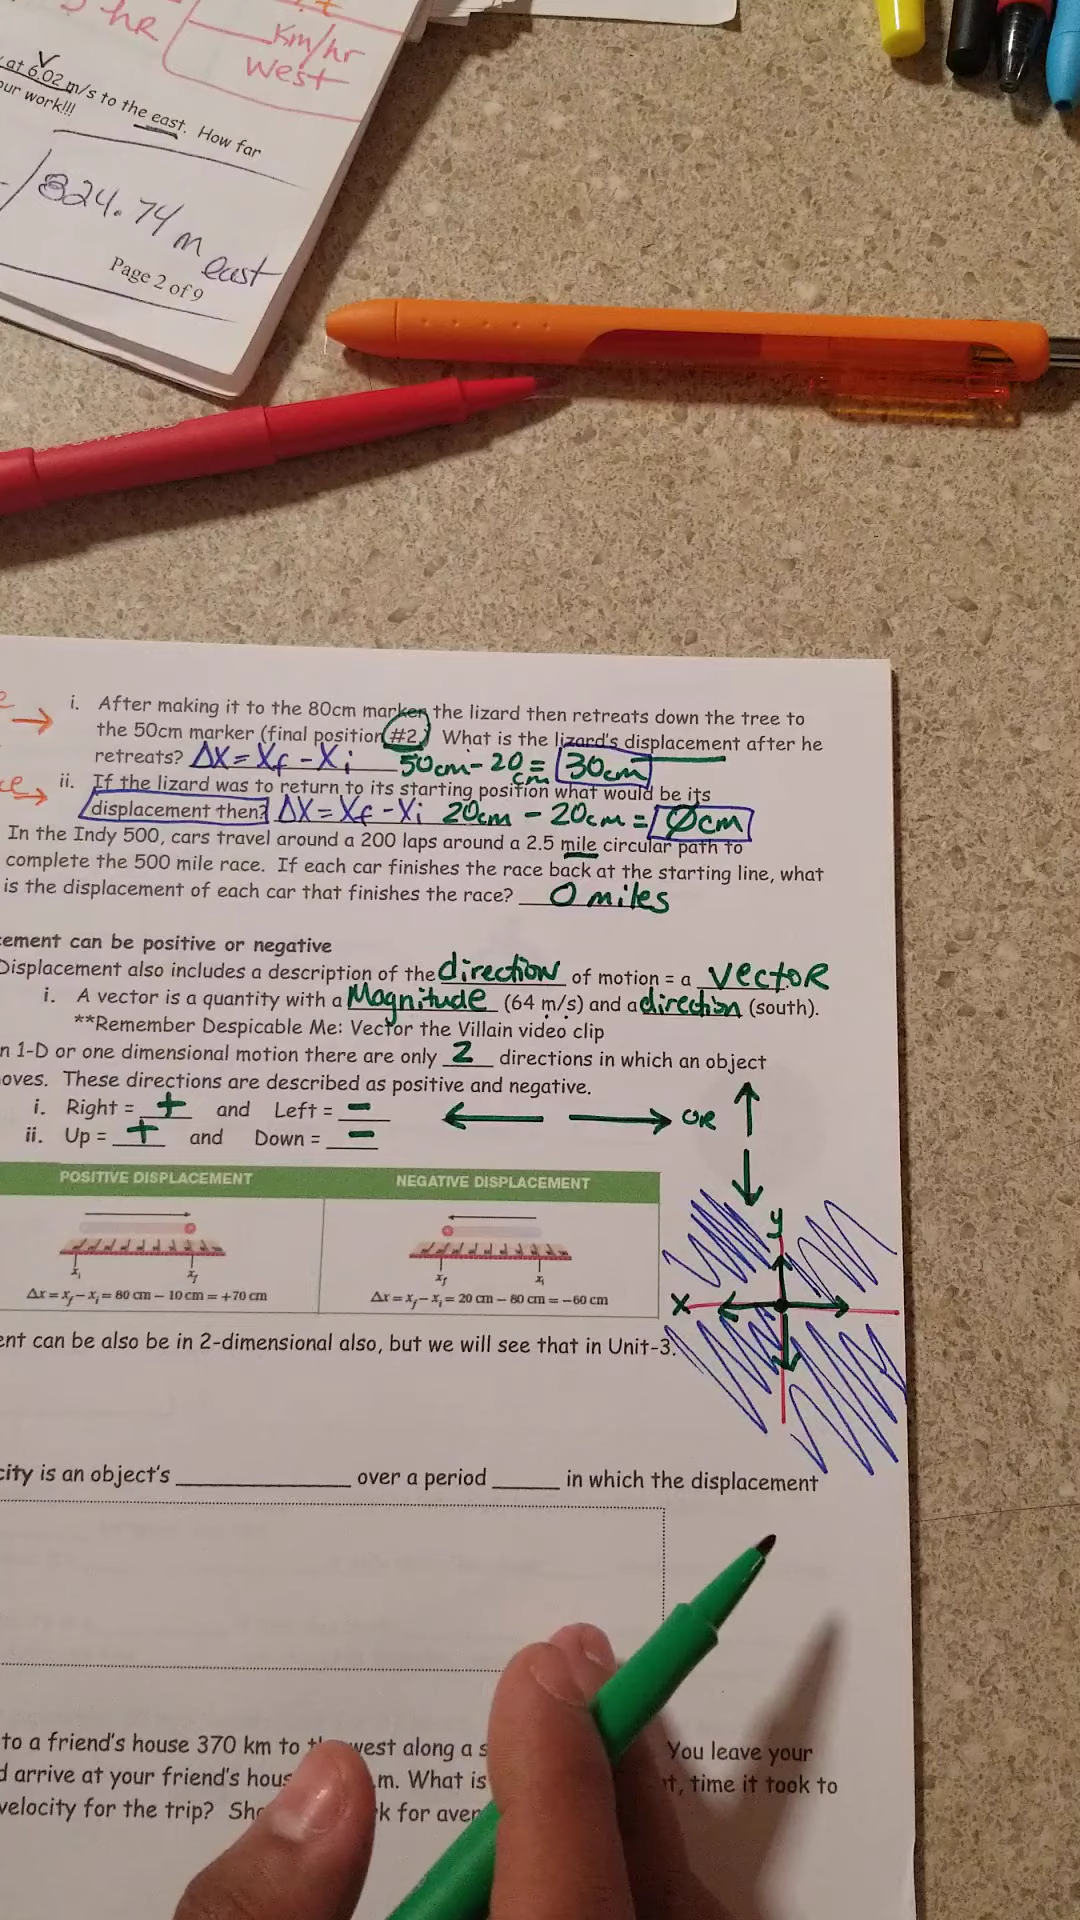 hr
Km/hr
west
at 6.02 m/s to the east. How far
our work!!!
824.74 m east
Page 2 of 9
i. After making it to the 80cm marker the lizard then retreats down the tree to
the 50cm marker (final position #2) What is the lizard's displacement after he
retreats? ΔX = Xf - Xi 50cm - 20 cm = 30cm
ii. If the lizard was to return to its starting position what would be its
displacement then? ΔX = Xf - Xi 20cm - 20cm = 0cm
In the Indy 500, cars travel around a 200 laps around a 2.5 mile circular path to
complete the 500 mile race. If each car finishes the race back at the starting line, what
is the displacement of each car that finishes the race? 0 miles
cement can be positive or negative
Displacement also includes a description of the direction of motion = a vector
i. A vector is a quantity with a Magnitude (64 m/s) and a direction (south).
**Remember Despicable Me: Vector the Villain video clip
n 1-D or one dimensional motion there are only 2 directions in which an object
oves. These directions are described as positive and negative.
i. Right = + and Left = - ← → OR ↑
ii. Up = + and Down = - ↓
POSITIVE DISPLACEMENT NEGATIVE DISPLACEMENT
y
xi xf xf xi
Δx = xf - xi = 80 cm – 10 cm = +70 cm Δx = xf – xi = 20 cm – 80 cm = –60 cm
X
ent can be also be in 2-dimensional also, but we will see that in Unit-3.
city is an object's ____________ over a period _____ in which the displacement
to a friend's house 370 km to west along a s You leave your
d arrive at your friend's hous m. What is time it took to
velocity for the trip? Sho k for aver